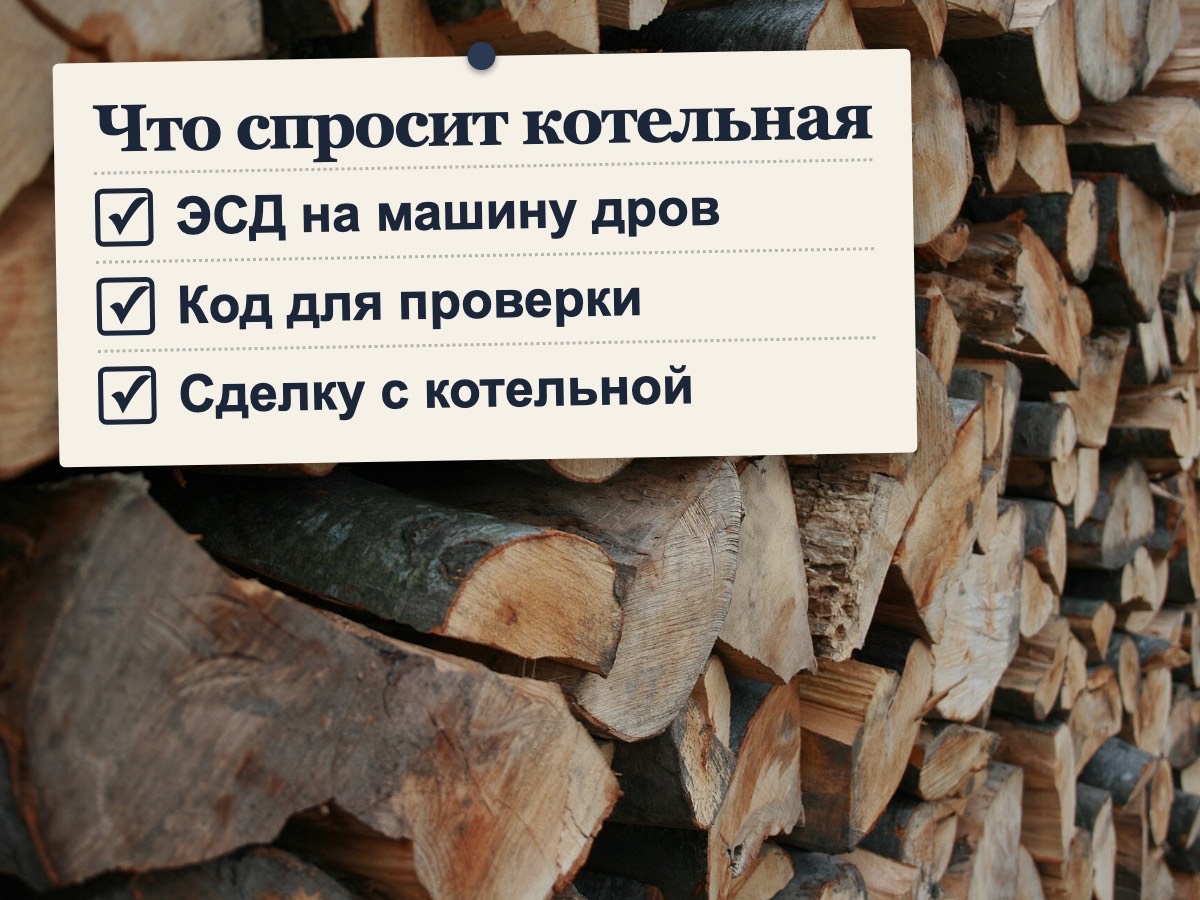 Что спросит котельная
ЭСД на машину дров
Код для проверки
Сделку с котельной